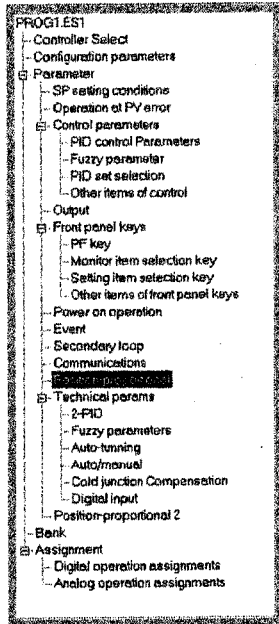 PROG1.ES1
Controller Select
Configuration parameters
Parameter
SP setting conditions
Operation at PV error
Control parameters
PID control Parameters
Fuzzy parameter
PID set selection
Other items of control
Output
Front panel keys
PF key
Monitor item selection key
Setting item selection key
Other items of front panel keys
Power on operation
Event
Secondary loop
Communications
Technical params
2-PID
Fuzzy parameters
Auto-tunning
Auto/manual
Cold junction Compensation
Digital input
Position-proportional 2
Bank
Assignment
Digital operation assignments
Analog operation assignments